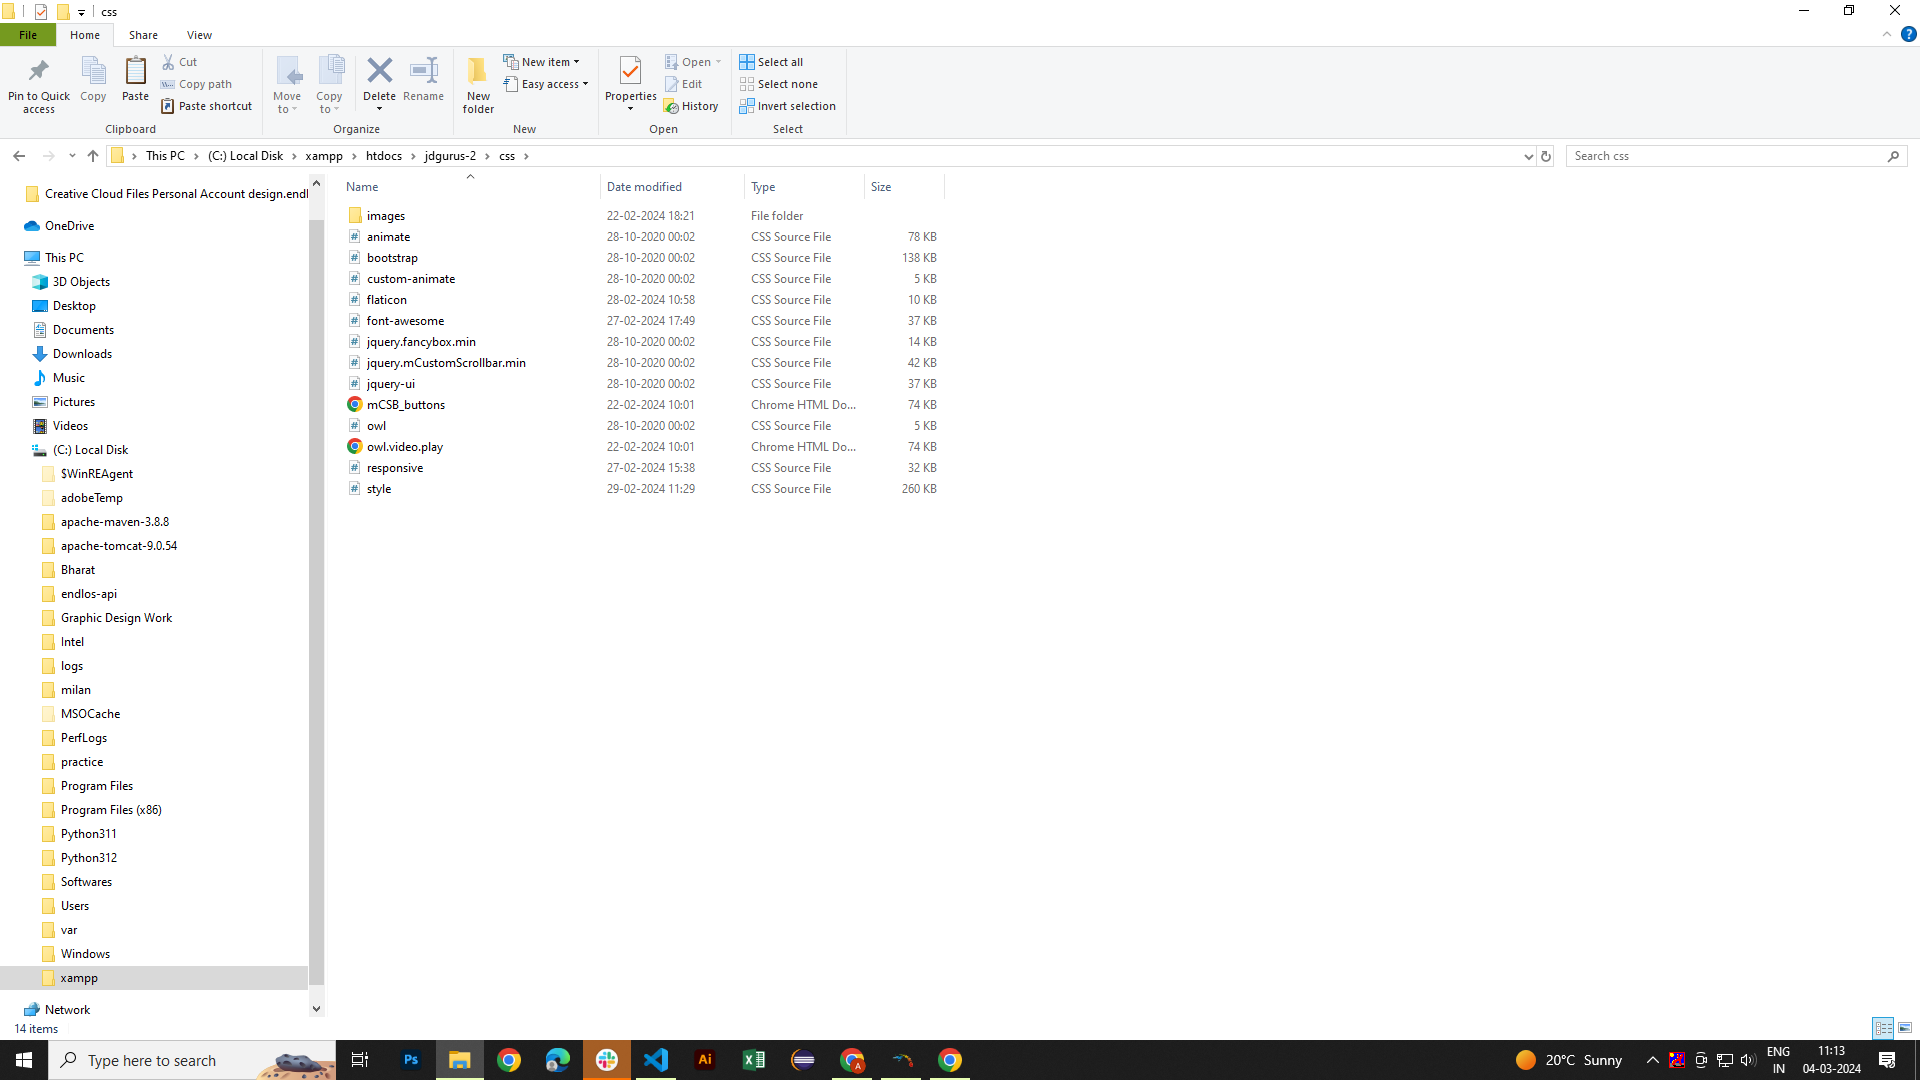 css
File Home Share View
Pin to Quick access
Copy
Paste
Cut
Copy path
Paste shortcut
Clipboard
Move to
Copy to
Delete
Rename
Organize
New folder
New item
Easy access
New
Properties
Open
Edit
History
Open
Select all
Select none
Invert selection
Select
This PC > (C:) Local Disk > xampp > htdocs > jdgurus-2 > css >
Search css
Creative Cloud Files Personal Account design.endl
OneDrive
This PC
3D Objects
Desktop
Documents
Downloads
Music
Pictures
Videos
(C:) Local Disk
$WinREAgent
adobeTemp
apache-maven-3.8.8
apache-tomcat-9.0.54
Bharat
endlos-api
Graphic Design Work
Intel
logs
milan
MSOCache
PerfLogs
practice
Program Files
Program Files (x86)
Python311
Python312
Softwares
Users
var
Windows
xampp
Network
Name Date modified Type Size
images 22-02-2024 18:21 File folder
animate 28-10-2020 00:02 CSS Source File 78 KB
bootstrap 28-10-2020 00:02 CSS Source File 138 KB
custom-animate 28-10-2020 00:02 CSS Source File 5 KB
flaticon 28-02-2024 10:58 CSS Source File 10 KB
font-awesome 27-02-2024 17:49 CSS Source File 37 KB
jquery.fancybox.min 28-10-2020 00:02 CSS Source File 14 KB
jquery.mCustomScrollbar.min 28-10-2020 00:02 CSS Source File 42 KB
jquery-ui 28-10-2020 00:02 CSS Source File 37 KB
mCSB_buttons 22-02-2024 10:01 Chrome HTML Do... 74 KB
owl 28-10-2020 00:02 CSS Source File 5 KB
owl.video.play 22-02-2024 10:01 Chrome HTML Do... 74 KB
responsive 27-02-2024 15:38 CSS Source File 32 KB
style 29-02-2024 11:29 CSS Source File 260 KB
14 items
Type here to search
Ps
Ai
A
20°C Sunny
ENG
IN
11:13
04-03-2024